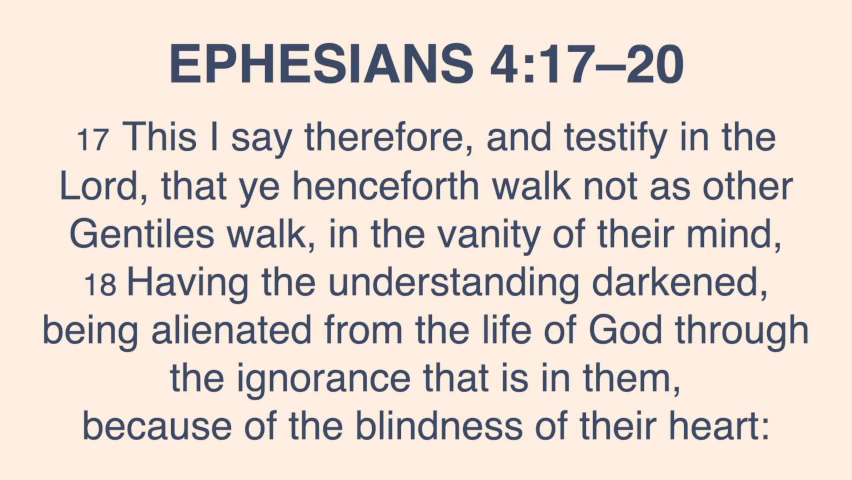 EPHESIANS 4:17–20
17 This I say therefore, and testify in the
Lord, that ye henceforth walk not as other
Gentiles walk, in the vanity of their mind,
18 Having the understanding darkened,
being alienated from the life of God through
the ignorance that is in them,
because of the blindness of their heart: